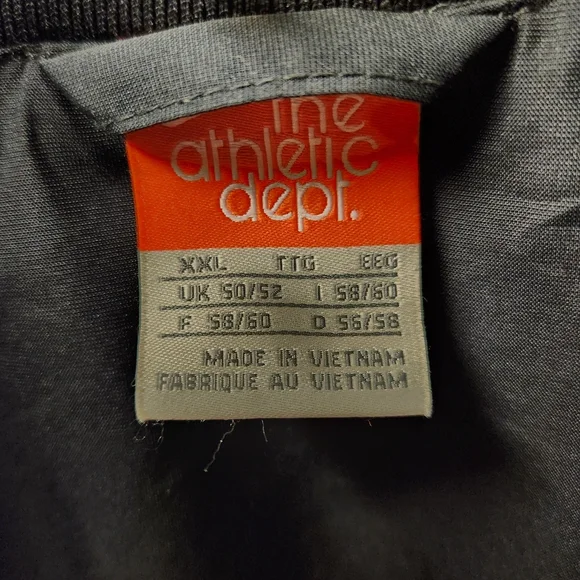 the
athletic
dept.
XXL TTG EEG
UK 50/52 I 58/60
F 58/60 D 56/58
MADE IN VIETNAM
FABRIQUE AU VIETNAM